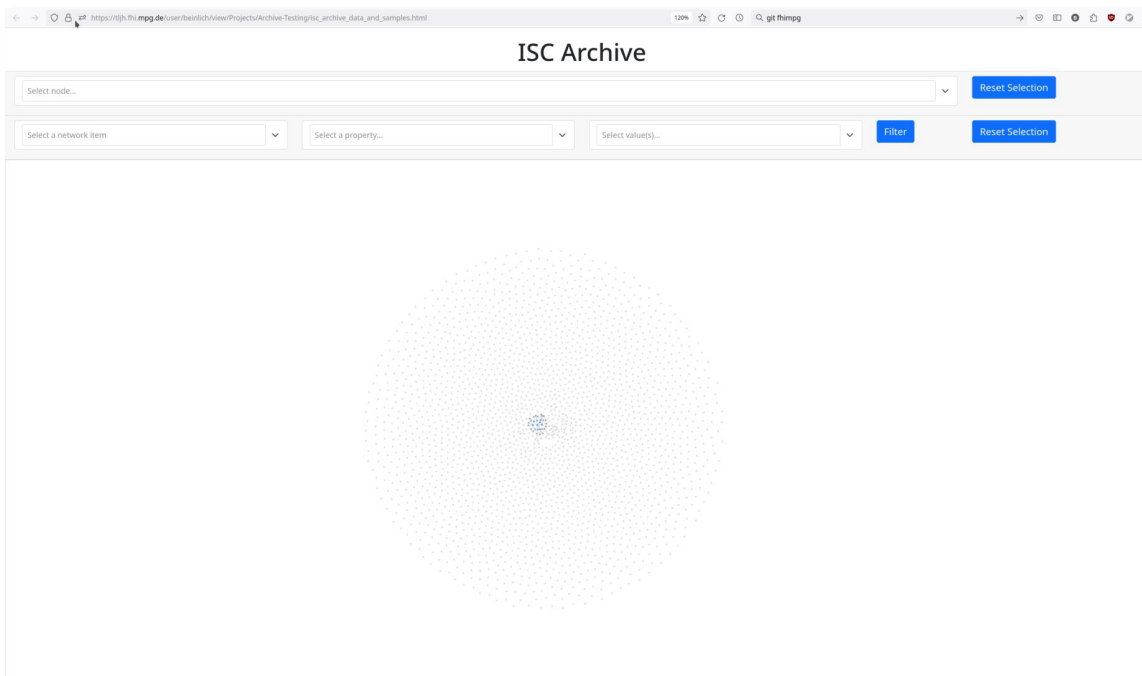 https://tljh.fhi.mpg.de/user/beinlich/view/Projects/Archive-Testing/isc_archive_data_and_samples.html 120% git fhimpg
ISC Archive
Select node... Reset Selection
Select a network item Select a property... Select value(s)... Filter Reset Selection